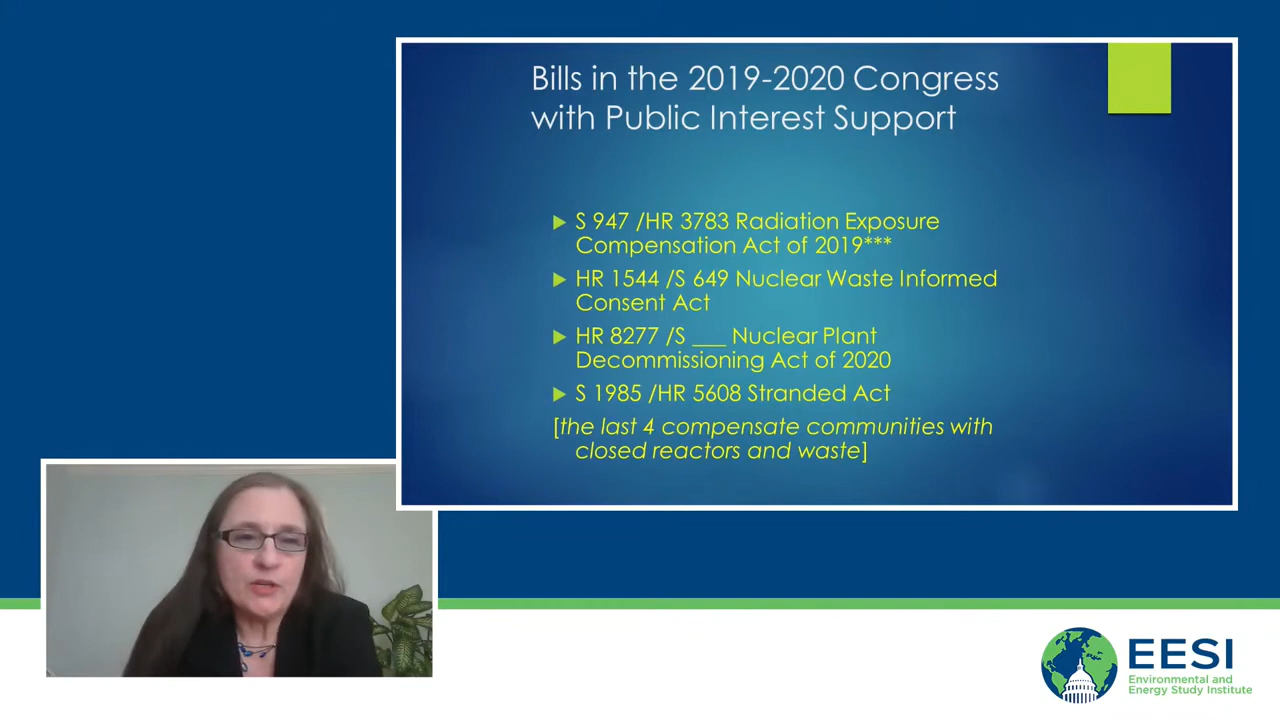 Bills in the 2019-2020 Congress
with Public Interest Support
S 947 /HR 3783 Radiation Exposure
Compensation Act of 2019***
HR 1544 /S 649 Nuclear Waste Informed
Consent Act
HR 8277 /S ___ Nuclear Plant
Decommissioning Act of 2020
S 1985 /HR 5608 Stranded Act
[the last 4 compensate communities with
closed reactors and waste]
EESI
Environmental and
Energy Study Institute